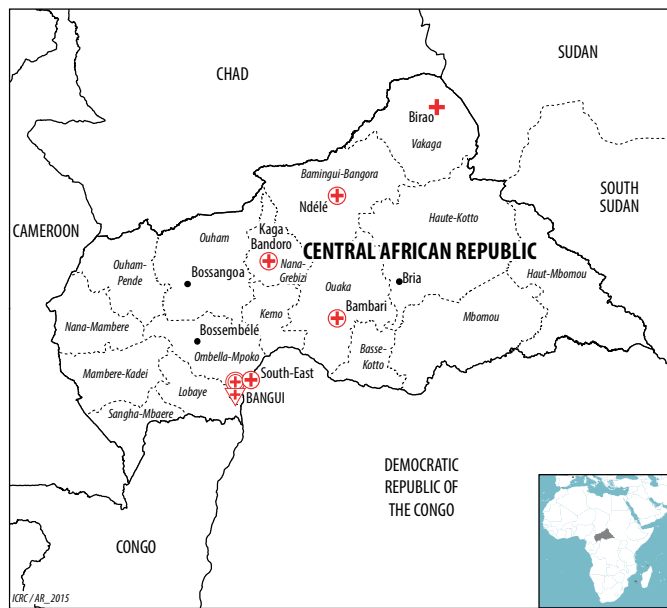 SUDAN
CHAD
Birao
Vakaga
Bamingui-Bangora
SOUTH
SUDAN
Ndélé
Haute-Kotto
CAMEROON
Ouham
Kaga
Bandoro
CENTRAL AFRICAN REPUBLIC
Ouham-
Pende
Nana-
Grebizi
Haut-Mbomou
Bossangoa
Ouaka
Bria
Bambari
Kemo
Mbomou
Nana-Mambere
Bossembélé
Ombella-Mpoko
Basse-
Kotto
Mambere-Kadei
South-East
Lobaye
BANGUI
Sangha-Mbaere
DEMOCRATIC
REPUBLIC OF
THE CONGO
CONGO
ICRC / AR_2015